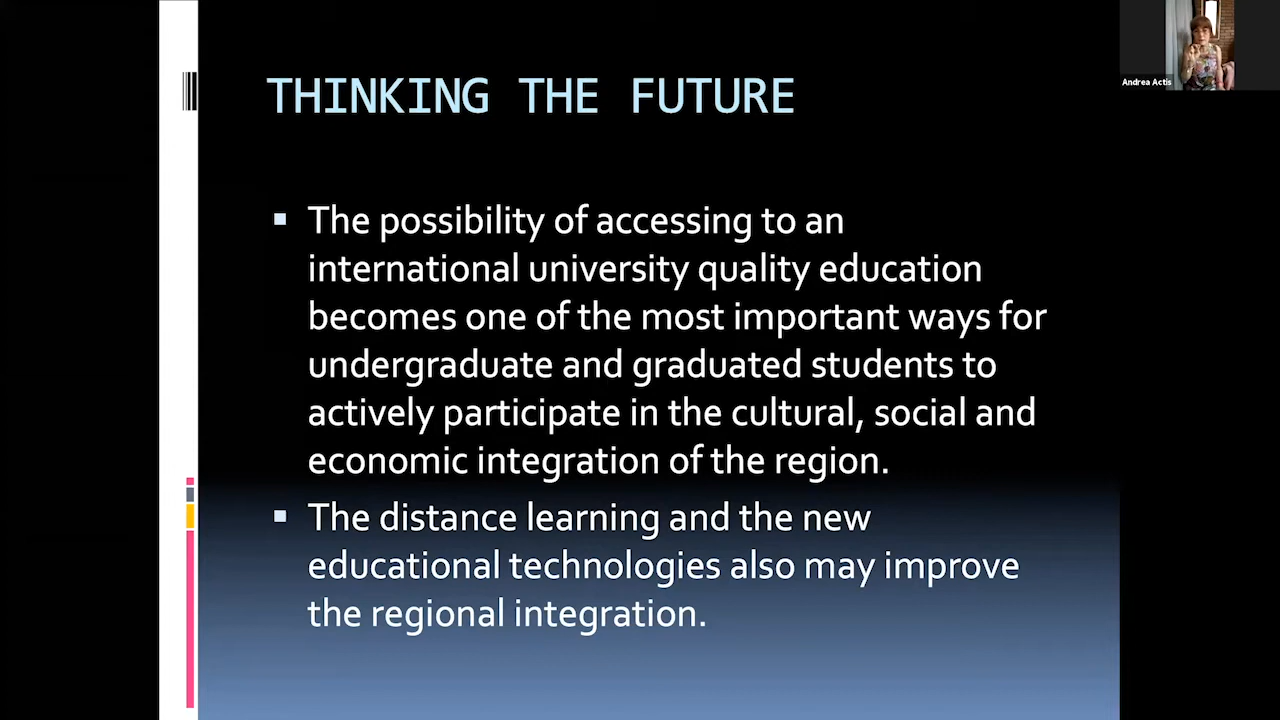 THINKING THE FUTURE
Andrea Actis
The possibility of accessing to an
international university quality education
becomes one of the most important ways for
undergraduate and graduated students to
actively participate in the cultural, social and
economic integration of the region.
The distance learning and the new
educational technologies also may improve
the regional integration.